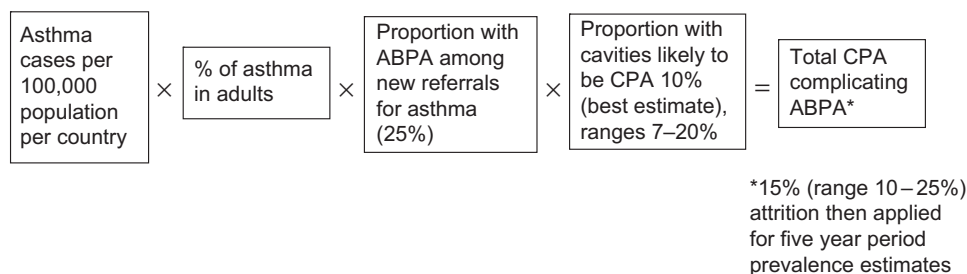 Asthma
cases per
100,000
population
per country
×
% of asthma
in adults
×
Proportion with
ABPA among
new referrals
for asthma
(25%)
×
Proportion with
cavities likely to
be CPA 10%
(best estimate),
ranges 7–20%
=
Total CPA
complicating
ABPA*
*15% (range 10–25%)
attrition then applied
for five year period
prevalence estimates